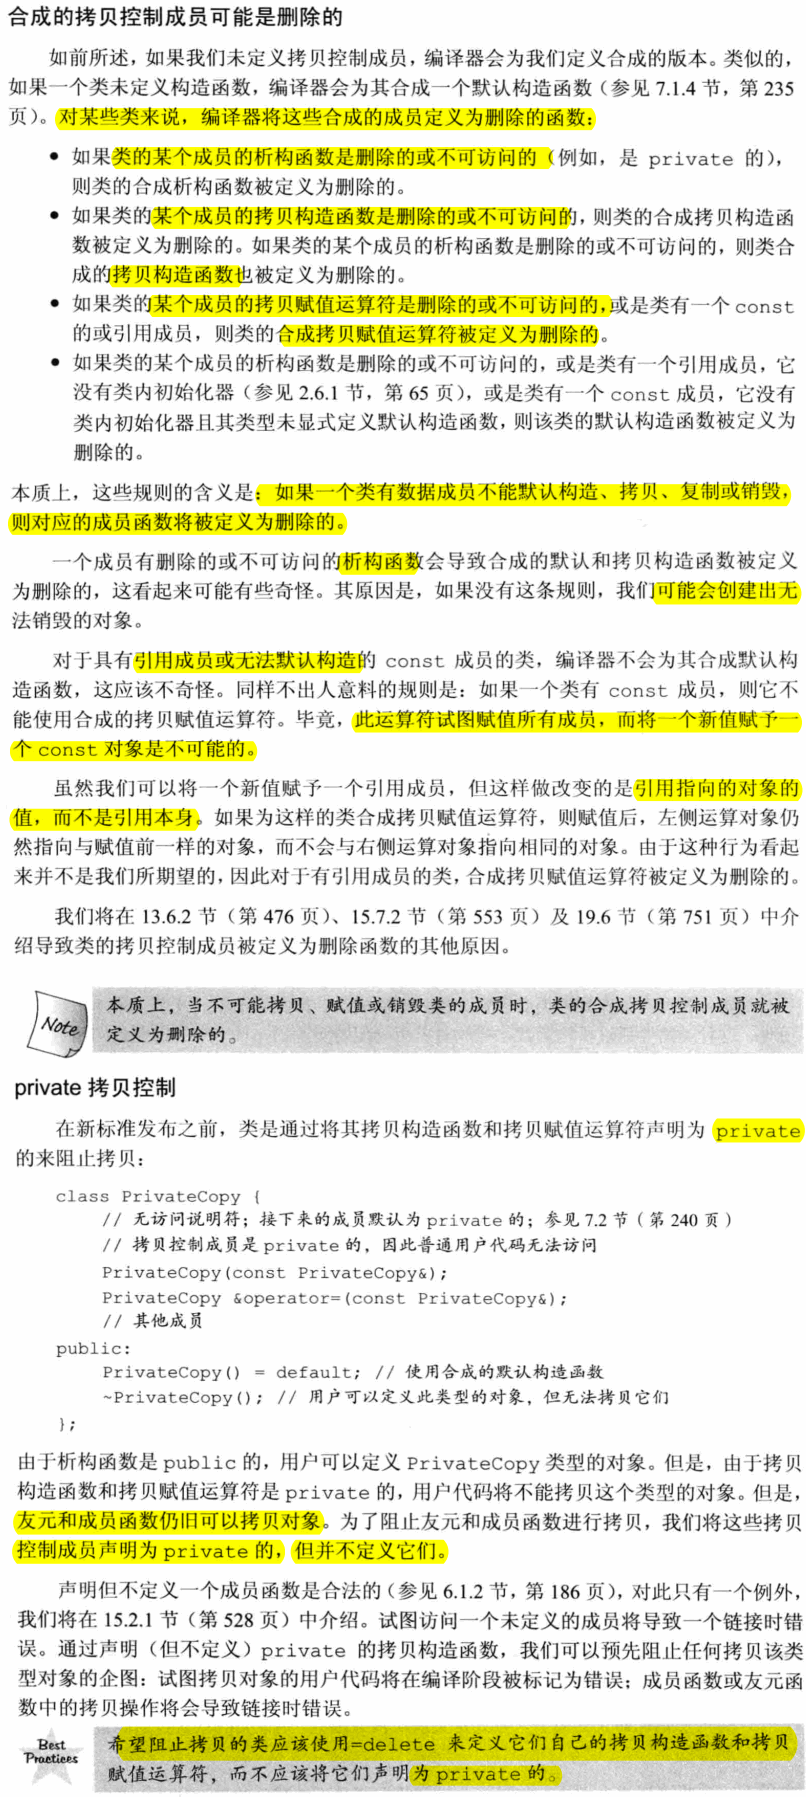 合成的拷贝控制成员可能是删除的
如前所述，如果我们未定义拷贝控制成员，编译器会为我们定义合成的版本。类似的，
如果一个类未定义构造函数，编译器会为其合成一个默认构造函数（参见 7.1.4 节，第 235
页）。对某些类来说，编译器将这些合成的成员定义为删除的函数：
● 如果类的某个成员的析构函数是删除的或不可访问的（例如，是 private 的），
则类的合成析构函数被定义为删除的。
● 如果类的某个成员的拷贝构造函数是删除的或不可访问的，则类的合成拷贝构造函
数被定义为删除的。如果类的某个成员的析构函数是删除的或不可访问的，则类合
成的拷贝构造函数也被定义为删除的。
● 如果类的某个成员的拷贝赋值运算符是删除的或不可访问的，或是类有一个 const
的或引用成员，则类的合成拷贝赋值运算符被定义为删除的。
● 如果类的某个成员的析构函数是删除的或不可访问的，或是类有一个引用成员，它
没有类内初始化器（参见 2.6.1 节，第 65 页），或是类有一个 const 成员，它没有
类内初始化器且其类型未显式定义默认构造函数，则该类的默认构造函数被定义为
删除的。
本质上，这些规则的含义是：如果一个类有数据成员不能默认构造、拷贝、复制或销毁，
则对应的成员函数将被定义为删除的。
一个成员有删除的或不可访问的析构函数会导致合成的默认和拷贝构造函数被定义
为删除的，这看起来可能有些奇怪。其原因是，如果没有这条规则，我们可能会创建出无
法销毁的对象。
对于具有引用成员或无法默认构造的 const 成员的类，编译器不会为其合成默认构
造函数，这应该不奇怪。同样不出人意料的规则是：如果一个类有 const 成员，则它不
能使用合成的拷贝赋值运算符。毕竟，此运算符试图赋值所有成员，而将一个新值赋予一
个 const 对象是不可能的。
虽然我们可以将一个新值赋予一个引用成员，但这样做改变的是引用指向的对象的
值，而不是引用本身。如果为这样的类合成拷贝赋值运算符，则赋值后，左侧运算对象仍
然指向与赋值前一样的对象，而不会与右侧运算对象指向相同的对象。由于这种行为看起
来并不是我们所期望的，因此对于有引用成员的类，合成拷贝赋值运算符被定义为删除的。
我们将在 13.6.2 节（第 476 页）、15.7.2 节（第 553 页）及 19.6 节（第 751 页）中介
绍导致类的拷贝控制成员被定义为删除函数的其他原因。
Note
本质上，当不可能拷贝、赋值或销毁类的成员时，类的合成拷贝控制成员就被
定义为删除的。
private 拷贝控制
在新标准发布之前，类是通过将其拷贝构造函数和拷贝赋值运算符声明为 private
的来阻止拷贝：
class PrivateCopy {
// 无访问说明符；接下来的成员默认为 private 的；参见 7.2 节（第 240 页）
// 拷贝控制成员是 private 的，因此普通用户代码无法访问
PrivateCopy(const PrivateCopy&);
PrivateCopy &operator=(const PrivateCopy&);
// 其他成员
public:
PrivateCopy() = default; // 使用合成的默认构造函数
~PrivateCopy(); // 用户可以定义此类型的对象，但无法拷贝它们
};
由于析构函数是 public 的，用户可以定义 PrivateCopy 类型的对象。但是，由于拷贝
构造函数和拷贝赋值运算符是 private 的，用户代码将不能拷贝这个类型的对象。但是，
友元和成员函数仍旧可以拷贝对象。为了阻止友元和成员函数进行拷贝，我们将这些拷贝
控制成员声明为 private 的，但并不定义它们。
声明但不定义一个成员函数是合法的（参见 6.1.2 节，第 186 页），对此只有一个例外，
我们将在 15.2.1 节（第 528 页）中介绍。试图访问一个未定义的成员将导致一个链接时错
误。通过声明（但不定义）private 的拷贝构造函数，我们可以预先阻止任何拷贝该类
型对象的企图：试图拷贝对象的用户代码将在编译阶段被标记为错误；成员函数或友元函
数中的拷贝操作将会导致链接时错误。
Best
Practices
希望阻止拷贝的类应该使用=delete 来定义它们自己的拷贝构造函数和拷贝
赋值运算符，而不应该将它们声明为 private 的。